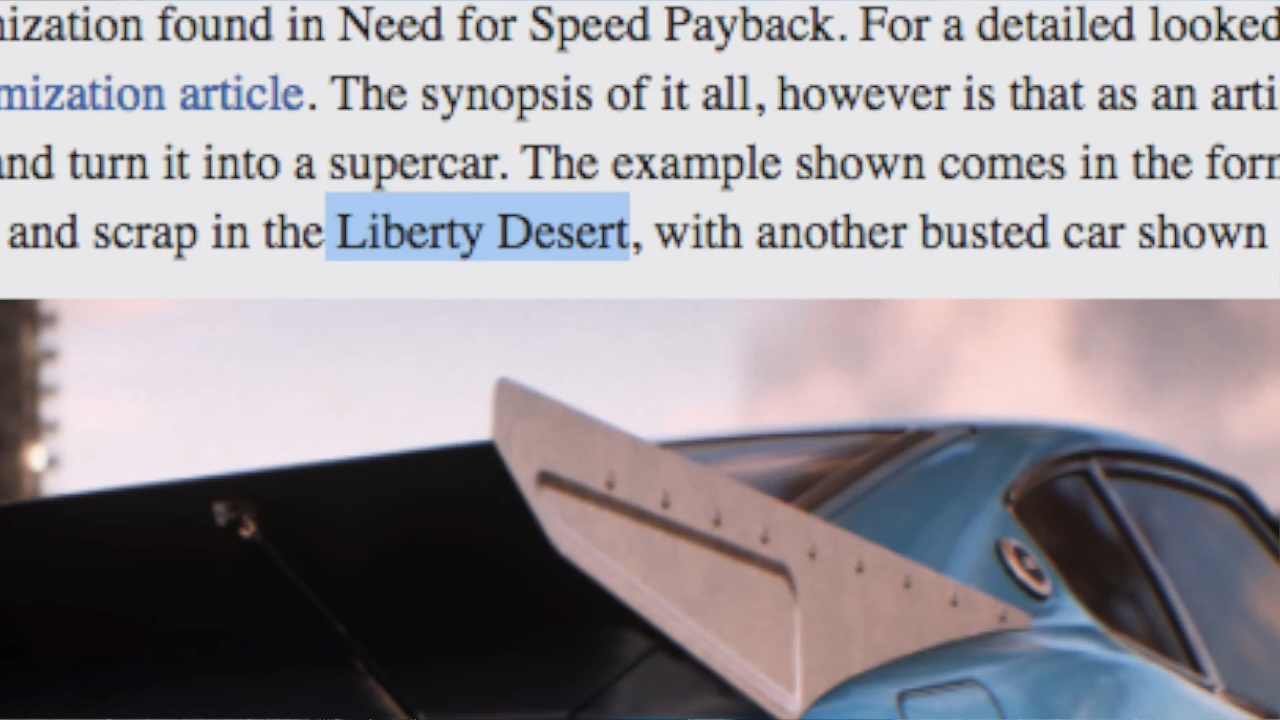 nization found in Need for Speed Payback. For a detailed looked
mization article. The synopsis of it all, however is that as an arti
and turn it into a supercar. The example shown comes in the form
and scrap in the Liberty Desert, with another busted car shown